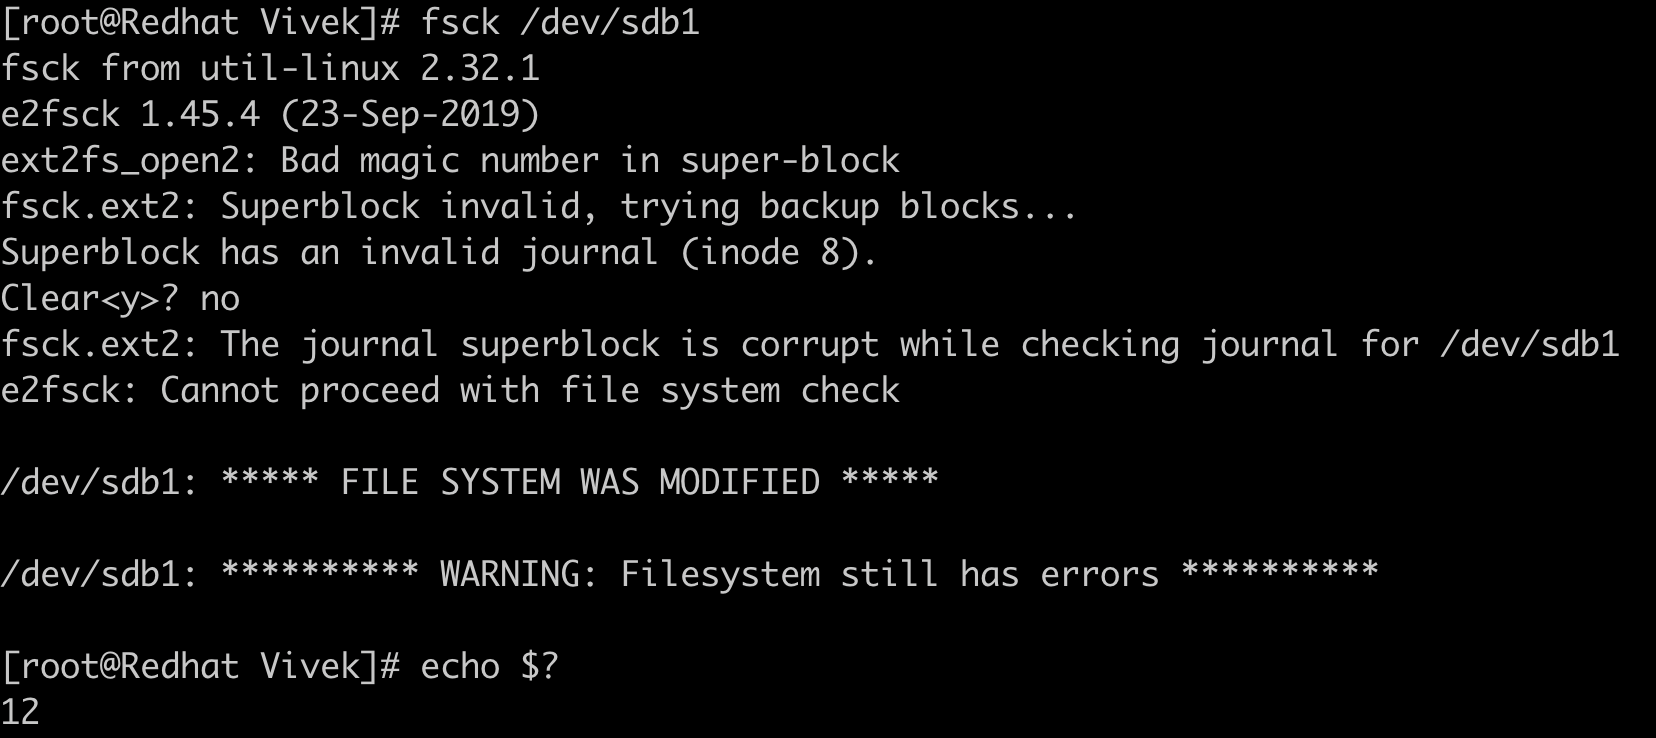 [root@Redhat Vivek]# fsck /dev/sdb1
fsck from util-linux 2.32.1
e2fsck 1.45.4 (23-Sep-2019)
ext2fs_open2: Bad magic number in super-block
fsck.ext2: Superblock invalid, trying backup blocks...
Superblock has an invalid journal (inode 8).
Clear<y>? no
fsck.ext2: The journal superblock is corrupt while checking journal for /dev/sdb1
e2fsck: Cannot proceed with file system check
/dev/sdb1: ***** FILE SYSTEM WAS MODIFIED *****
/dev/sdb1: ********** WARNING: Filesystem still has errors **********
[root@Redhat Vivek]# echo $?
12